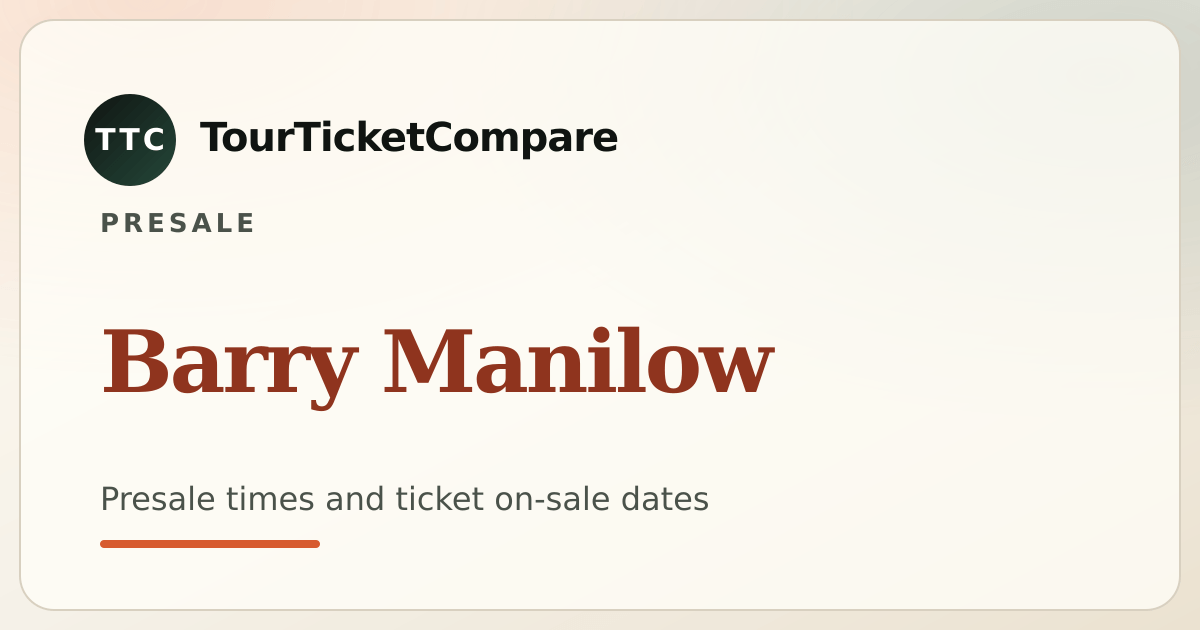 TTC TourTicketCompare
PRESALE
Barry Manilow
Presale times and ticket on-sale dates